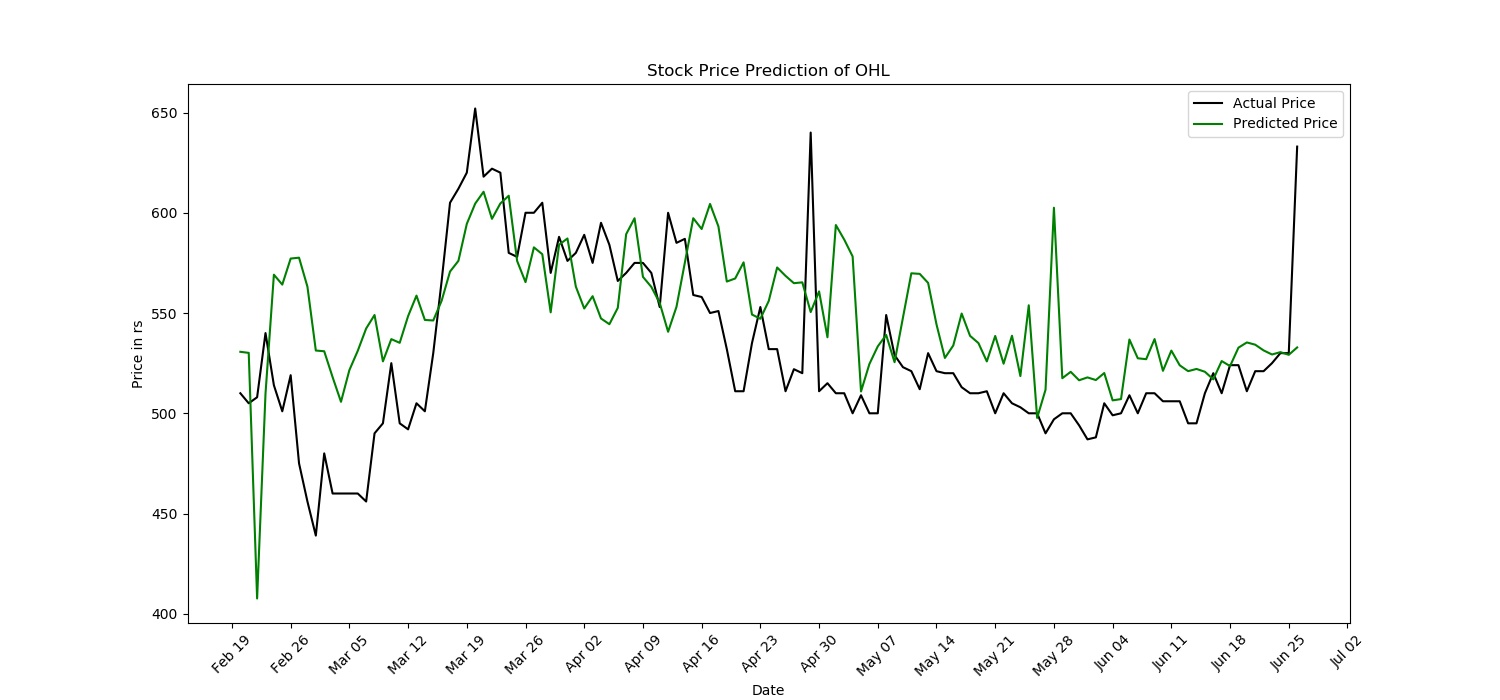 Stock Price Prediction of OHL
Actual Price
Predicted Price
650
600
550
500
450
400
Price in rs
Feb 19
Feb 26
Mar 05
Mar 12
Mar 19
Mar 26
Apr 02
Apr 09
Apr 16
Apr 23
Apr 30
May 07
May 14
May 21
May 28
Jun 04
Jun 11
Jun 18
Jun 25
Jul 02
Date